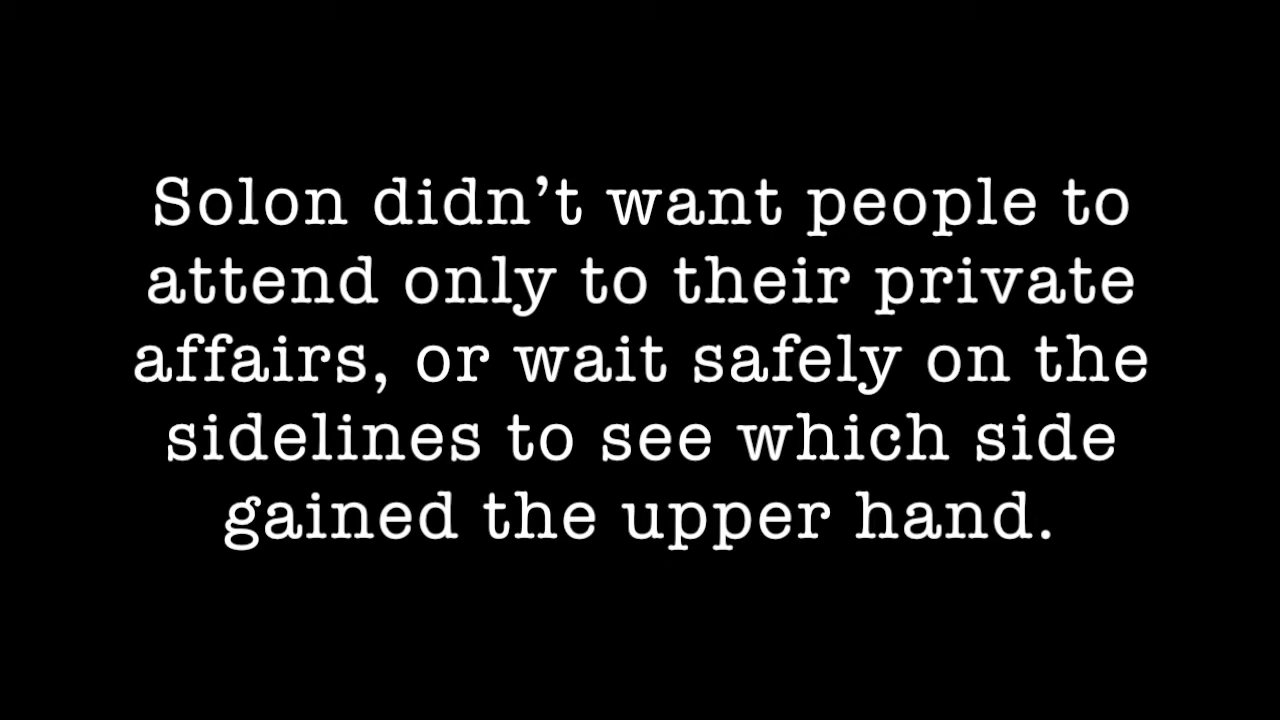 Solon didn’t want people to
attend only to their private
affairs, or wait safely on the
sidelines to see which side
gained the upper hand.